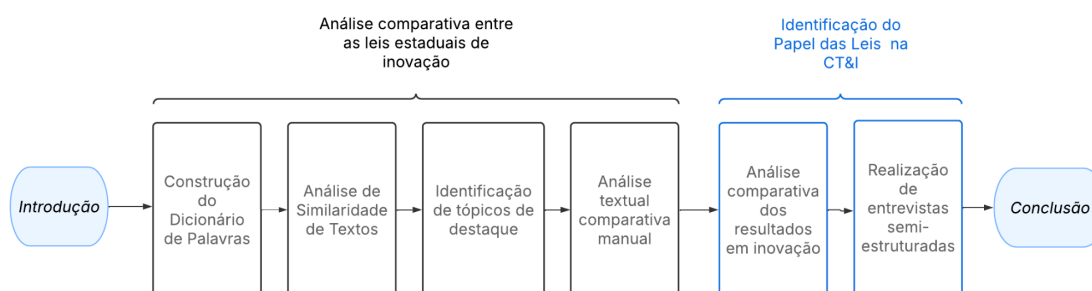 Análise comparativa entre
as leis estaduais de
inovação
Identificação do
Papel das Leis na
CT&I
Introdução
Construção
do
Dicionário
de Palavras
Análise de
Similaridade
de Textos
Identificação
de tópicos de
destaque
Análise
textual
comparativa
manual
Análise
comparativa
dos
resultados
em inovação
Realização
de
entrevistas
semi-
estruturadas
Conclusão